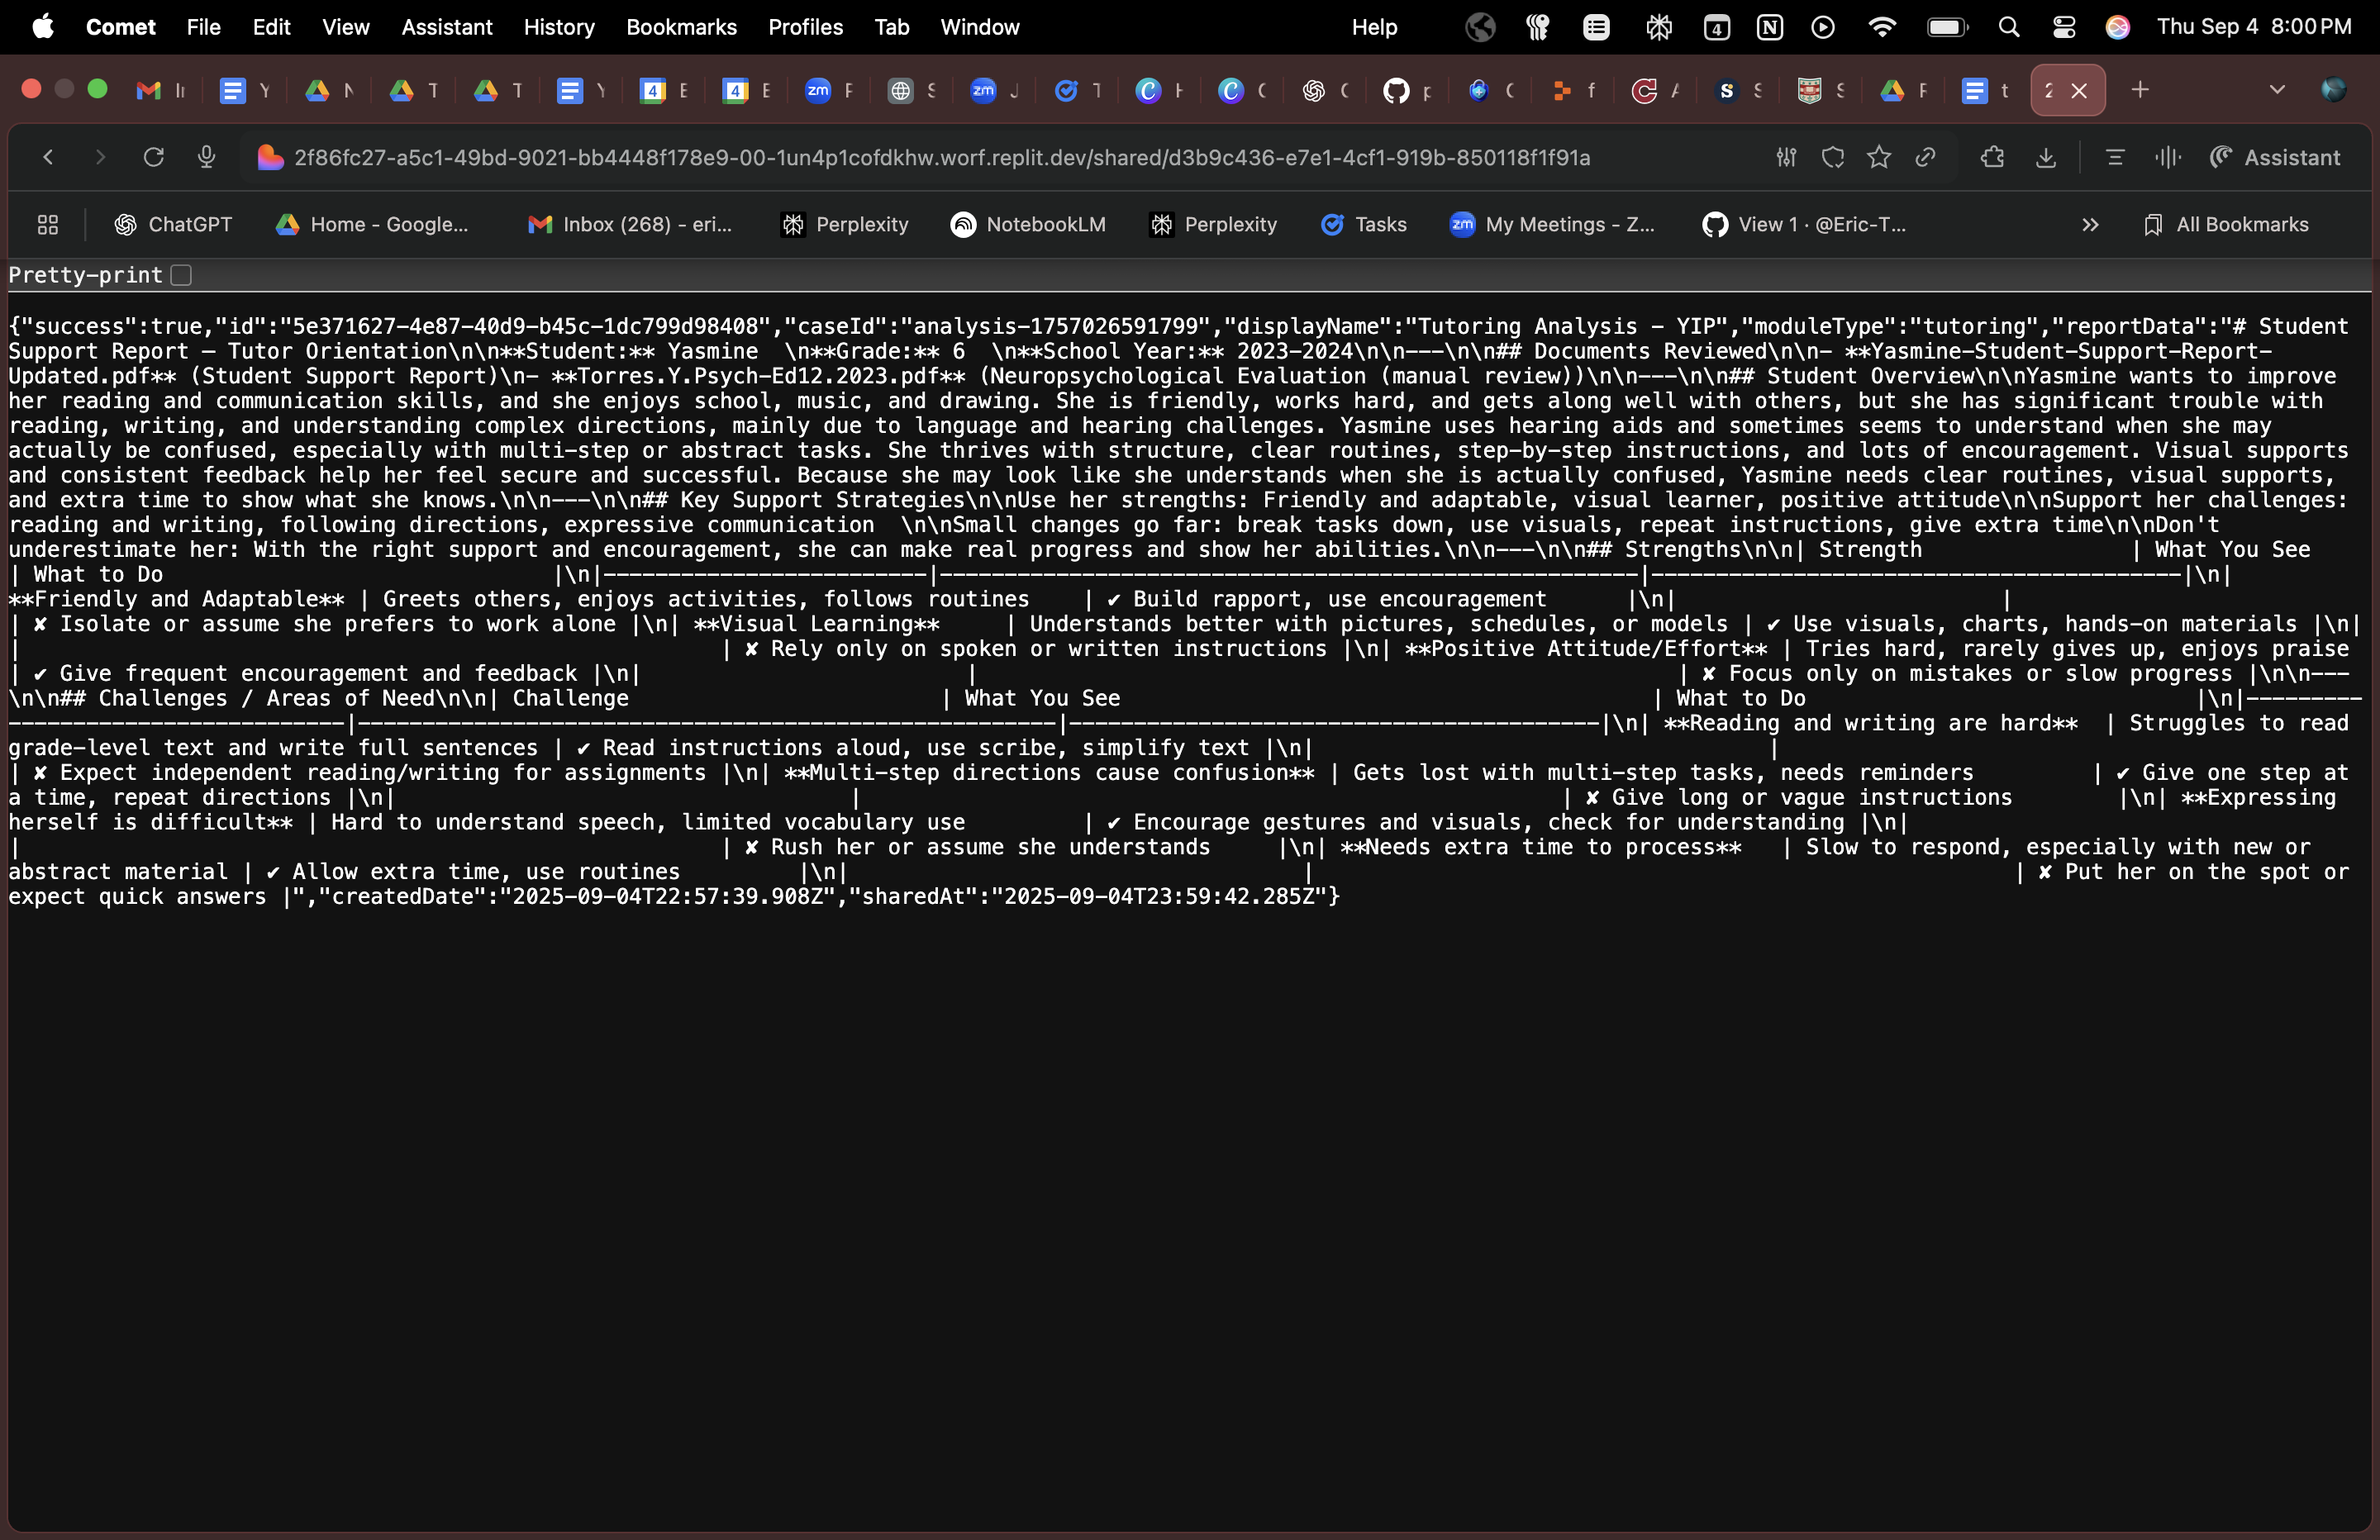 Comet File Edit View Assistant History Bookmarks Profiles Tab Window Help 4 N Thu Sep 4 8:00 PM
Y N T T Y 4 E 4 E zm F S zm J T C C f S S F t 2
2f86fc27-a5c1-49bd-9021-bb4448f178e9-00-1un4p1cofdkhw.worf.replit.dev/shared/d3b9c436-e7e1-4cf1-919b-850118f1f91a Assistant
ChatGPT Home - Google... Inbox (268) - eri... Perplexity NotebookLM Perplexity Tasks zm My Meetings - Z... View 1 · @Eric-T... All Bookmarks
Pretty-print
{"success":true,"id":"5e371627-4e87-40d9-b45c-1dc799d98408","caseId":"analysis-1757026591799","displayName":"Tutoring Analysis - YIP","moduleType":"tutoring","reportData":"# Student
Support Report — Tutor Orientation\n\n**Student:** Yasmine  \n**Grade:** 6  \n**School Year:** 2023-2024\n\n---\n\n## Documents Reviewed\n\n- **Yasmine-Student-Support-Report-
Updated.pdf** (Student Support Report)\n- **Torres.Y.Psych-Ed12.2023.pdf** (Neuropsychological Evaluation (manual review))\n\n---\n\n## Student Overview\n\nYasmine wants to improve
her reading and communication skills, and she enjoys school, music, and drawing. She is friendly, works hard, and gets along well with others, but she has significant trouble with
reading, writing, and understanding complex directions, mainly due to language and hearing challenges. Yasmine uses hearing aids and sometimes seems to understand when she may
actually be confused, especially with multi-step or abstract tasks. She thrives with structure, clear routines, step-by-step instructions, and lots of encouragement. Visual supports
and consistent feedback help her feel secure and successful. Because she may look like she understands when she is actually confused, Yasmine needs clear routines, visual supports,
and extra time to show what she knows.\n\n---\n\n## Key Support Strategies\n\nUse her strengths: Friendly and adaptable, visual learner, positive attitude\n\nSupport her challenges:
reading and writing, following directions, expressive communication  \n\nSmall changes go far: break tasks down, use visuals, repeat instructions, give extra time\n\nDon't
underestimate her: With the right support and encouragement, she can make real progress and show her abilities.\n\n---\n\n## Strengths\n\n| Strength | What You See
| What to Do |\n|-------------------------|------------------------------------------------------|-----------------------------------------|\n|
**Friendly and Adaptable** | Greets others, enjoys activities, follows routines | ✔ Build rapport, use encouragement |\n| |
| ✘ Isolate or assume she prefers to work alone |\n| **Visual Learning** | Understands better with pictures, schedules, or models | ✔ Use visuals, charts, hands-on materials |\n|
| | ✘ Rely only on spoken or written instructions |\n| **Positive Attitude/Effort** | Tries hard, rarely gives up, enjoys praise
| ✔ Give frequent encouragement and feedback |\n| | | ✘ Focus only on mistakes or slow progress |\n\n---
\n\n## Challenges / Areas of Need\n\n| Challenge | What You See | What to Do |\n|---------
--------------------------|------------------------------------------------------|-----------------------------------------|\n| **Reading and writing are hard** | Struggles to read
grade-level text and write full sentences | ✔ Read instructions aloud, use scribe, simplify text |\n| |
| ✘ Expect independent reading/writing for assignments |\n| **Multi-step directions cause confusion** | Gets lost with multi-step tasks, needs reminders | ✔ Give one step at
a time, repeat directions |\n| | | ✘ Give long or vague instructions |\n| **Expressing
herself is difficult** | Hard to understand speech, limited vocabulary use | ✔ Encourage gestures and visuals, check for understanding |\n|
| | ✘ Rush her or assume she understands |\n| **Needs extra time to process** | Slow to respond, especially with new or
abstract material | ✔ Allow extra time, use routines |\n| | | ✘ Put her on the spot or
expect quick answers |","createdDate":"2025-09-04T22:57:39.908Z","sharedAt":"2025-09-04T23:59:42.285Z"}